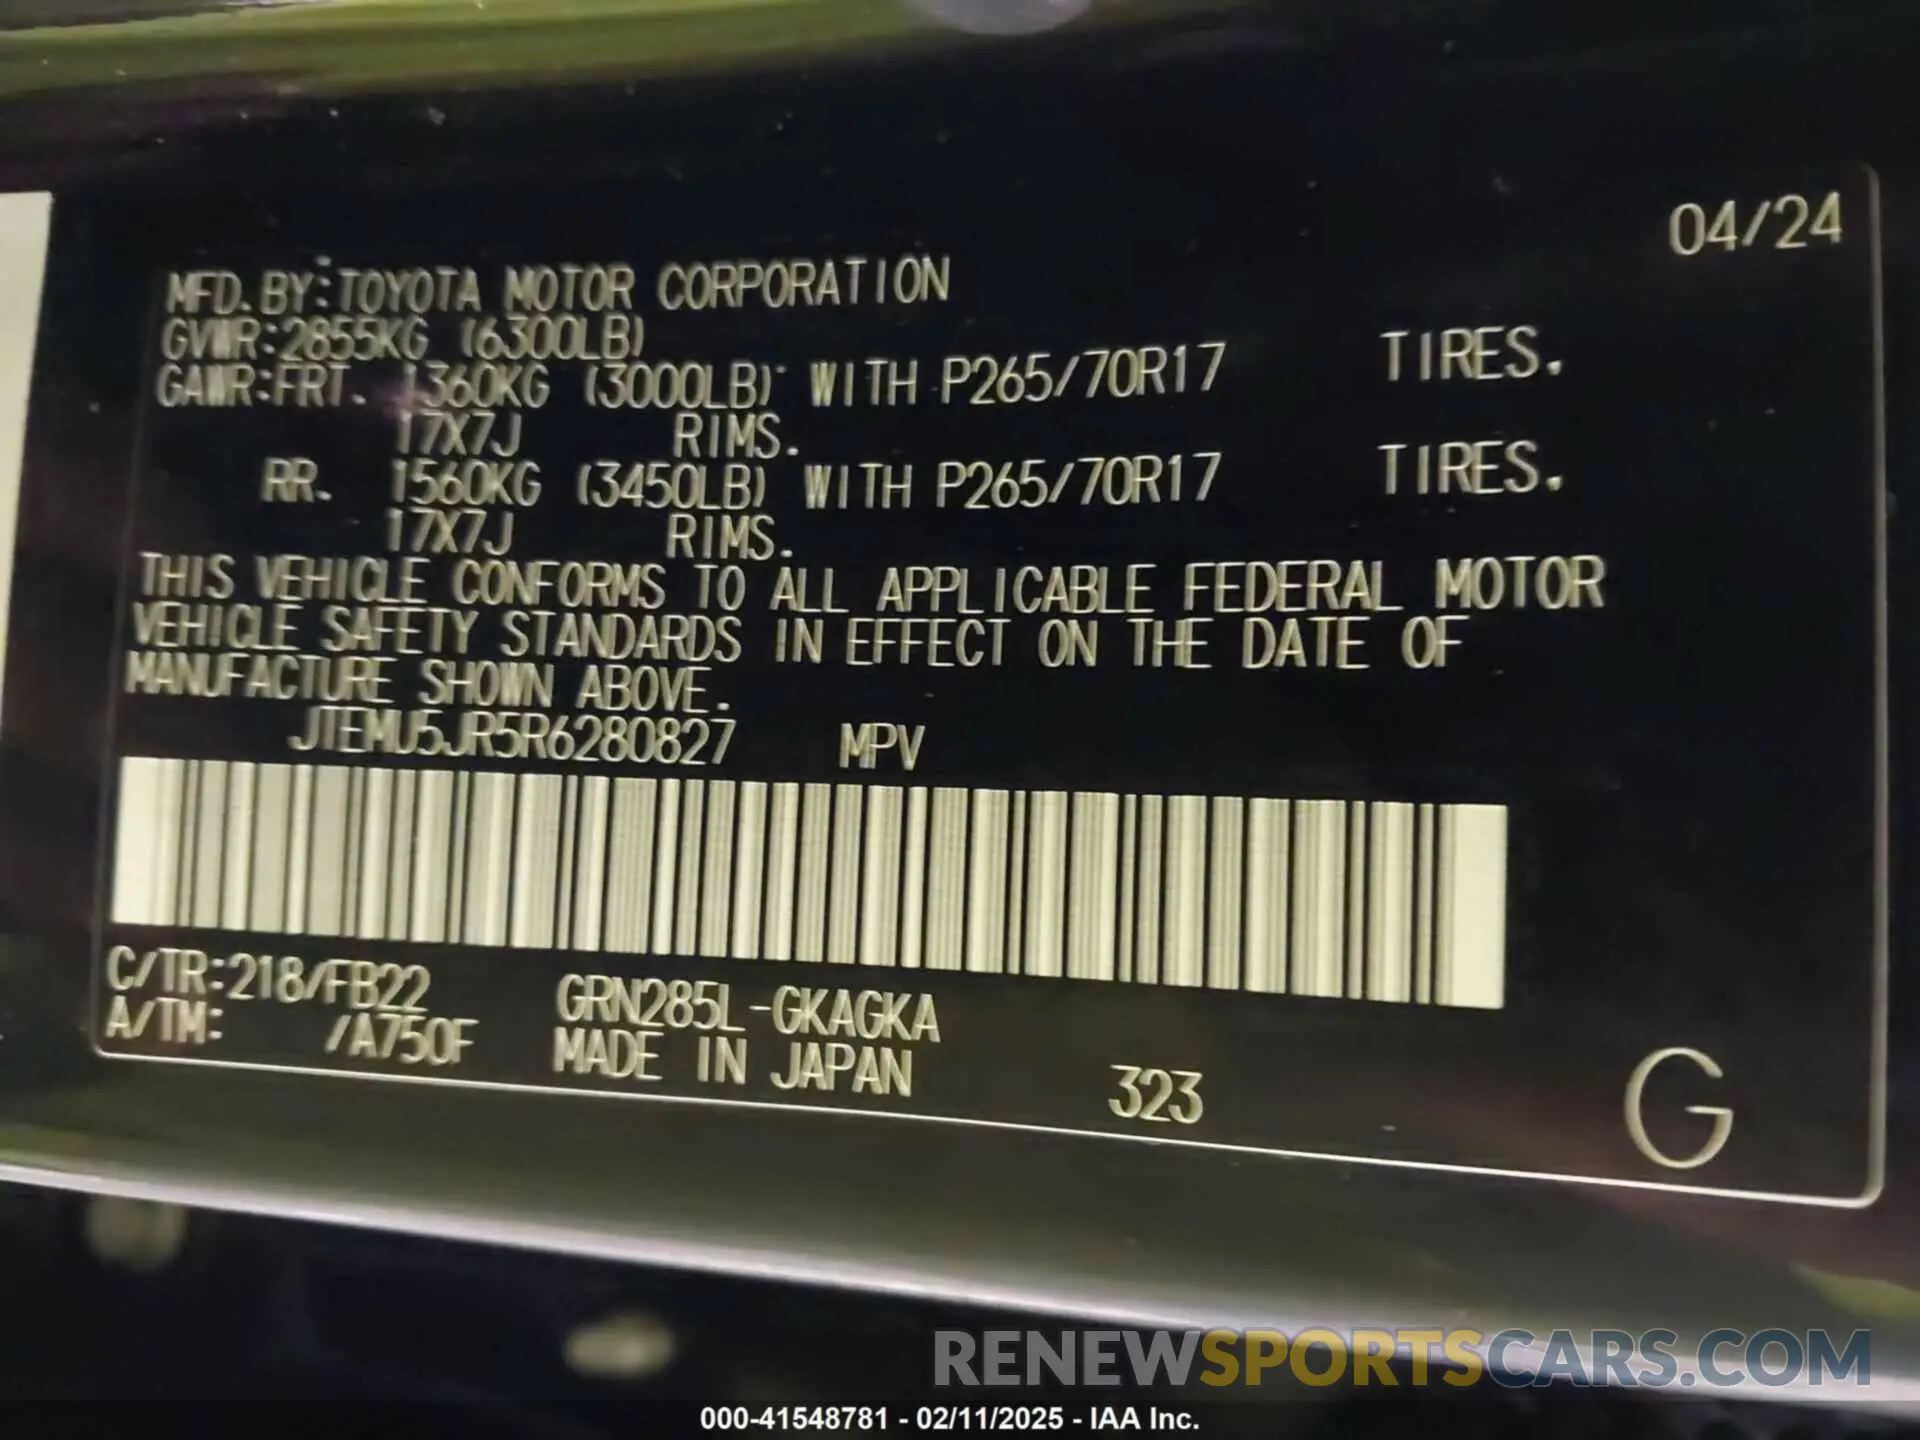 04/24
MFD.BY:TOYOTA MOTOR CORPORATION
GVWR:2855KG (6300LB)
GAWR:FRT. 1360KG (3000LB) WITH P265/70R17 TIRES.
17X7J RIMS.
RR. 1560KG (3450LB) WITH P265/70R17 TIRES.
17X7J RIMS.
THIS VEHICLE CONFORMS TO ALL APPLICABLE FEDERAL MOTOR
VEHICLE SAFETY STANDARDS IN EFFECT ON THE DATE OF
MANUFACTURE SHOWN ABOVE.
JTEMU5JR5R6280827 MPV
C/TR:218/FB22 GRN285L-GKAGKA
A/TM: /A750F MADE IN JAPAN 323
G
RENEWSPORTSCARS.COM
000-41548781 - 02/11/2025 - IAA Inc.